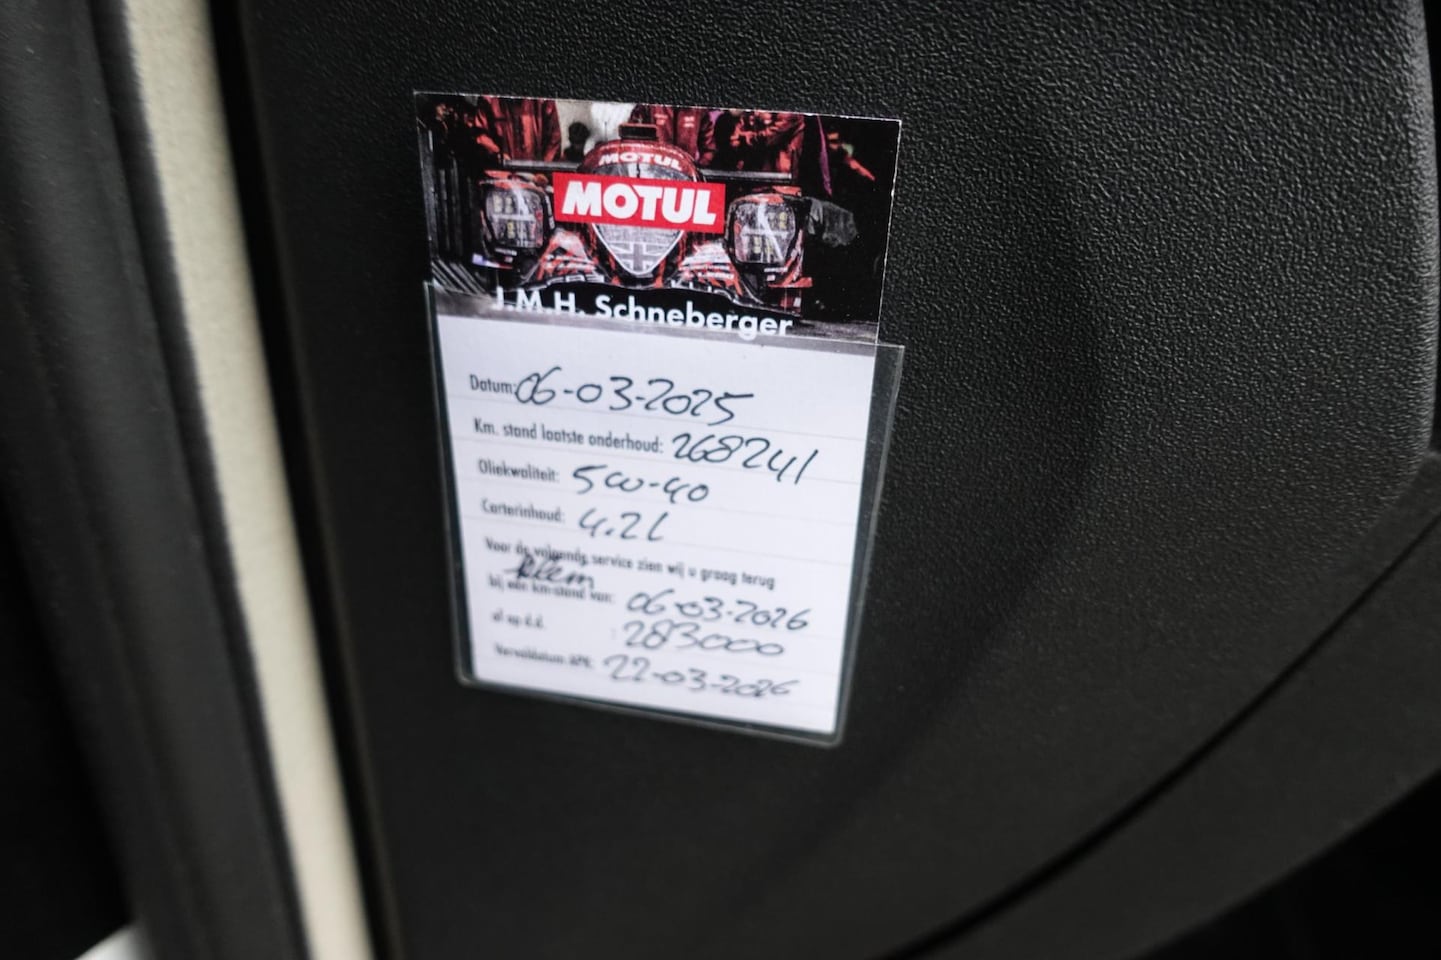 MOTUL
MOTUL
J.M.H. Schneberger
Datum: 06-03-2025
Km. stand laatste onderhoud: 268241
Oliekwaliteit: 5W-40
Carterinhoud: 4.2L
Voor de volgende service zien wij u graag terug
bij een km-stand van: 06-03-2026
of op d.d. : 283000
Vervaldatum APK: 22-03-2026